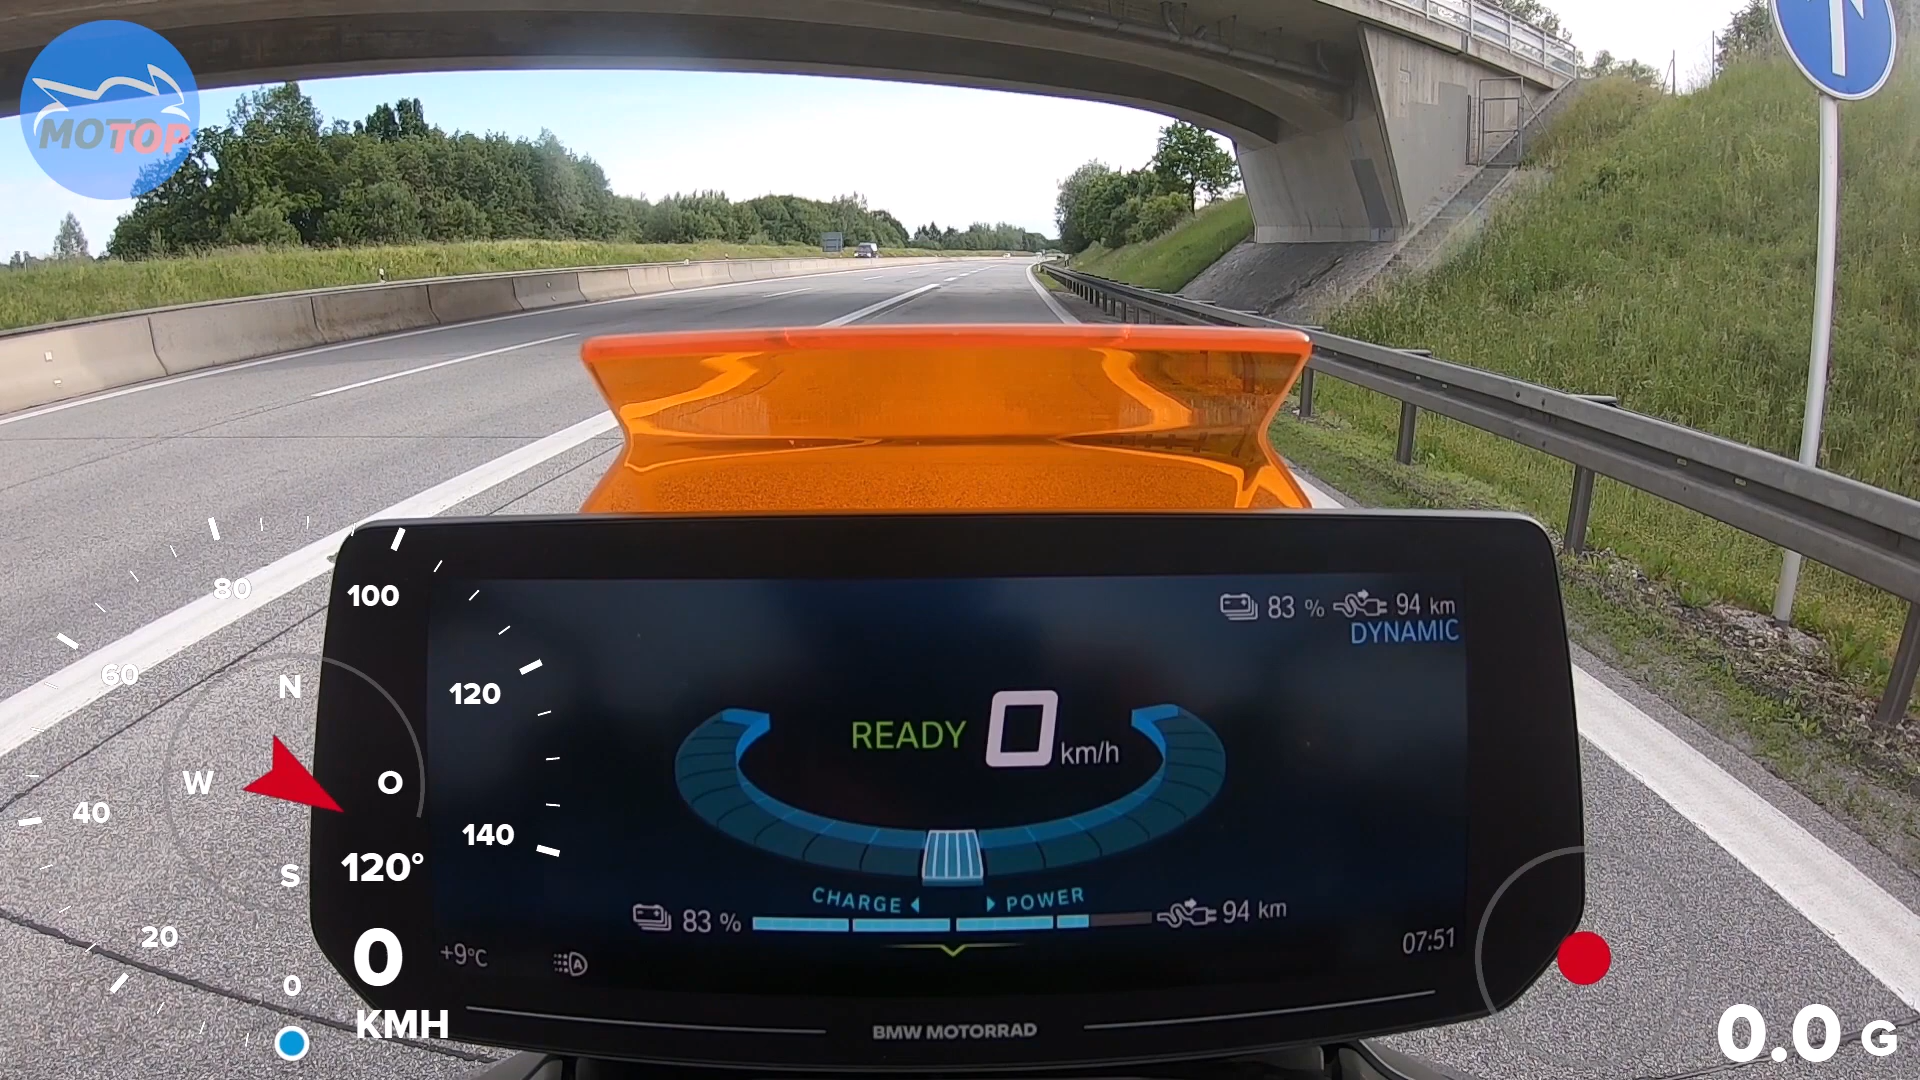 MOTOP
80
100
83 % 94 km
DYNAMIC
60
N
120
READY 0 km/h
W
O
40
140
120°
S
CHARGE POWER
83 % 94 km
20
0
+9°C
A
07:51
0
KMH
BMW MOTORRAD
0.0 G